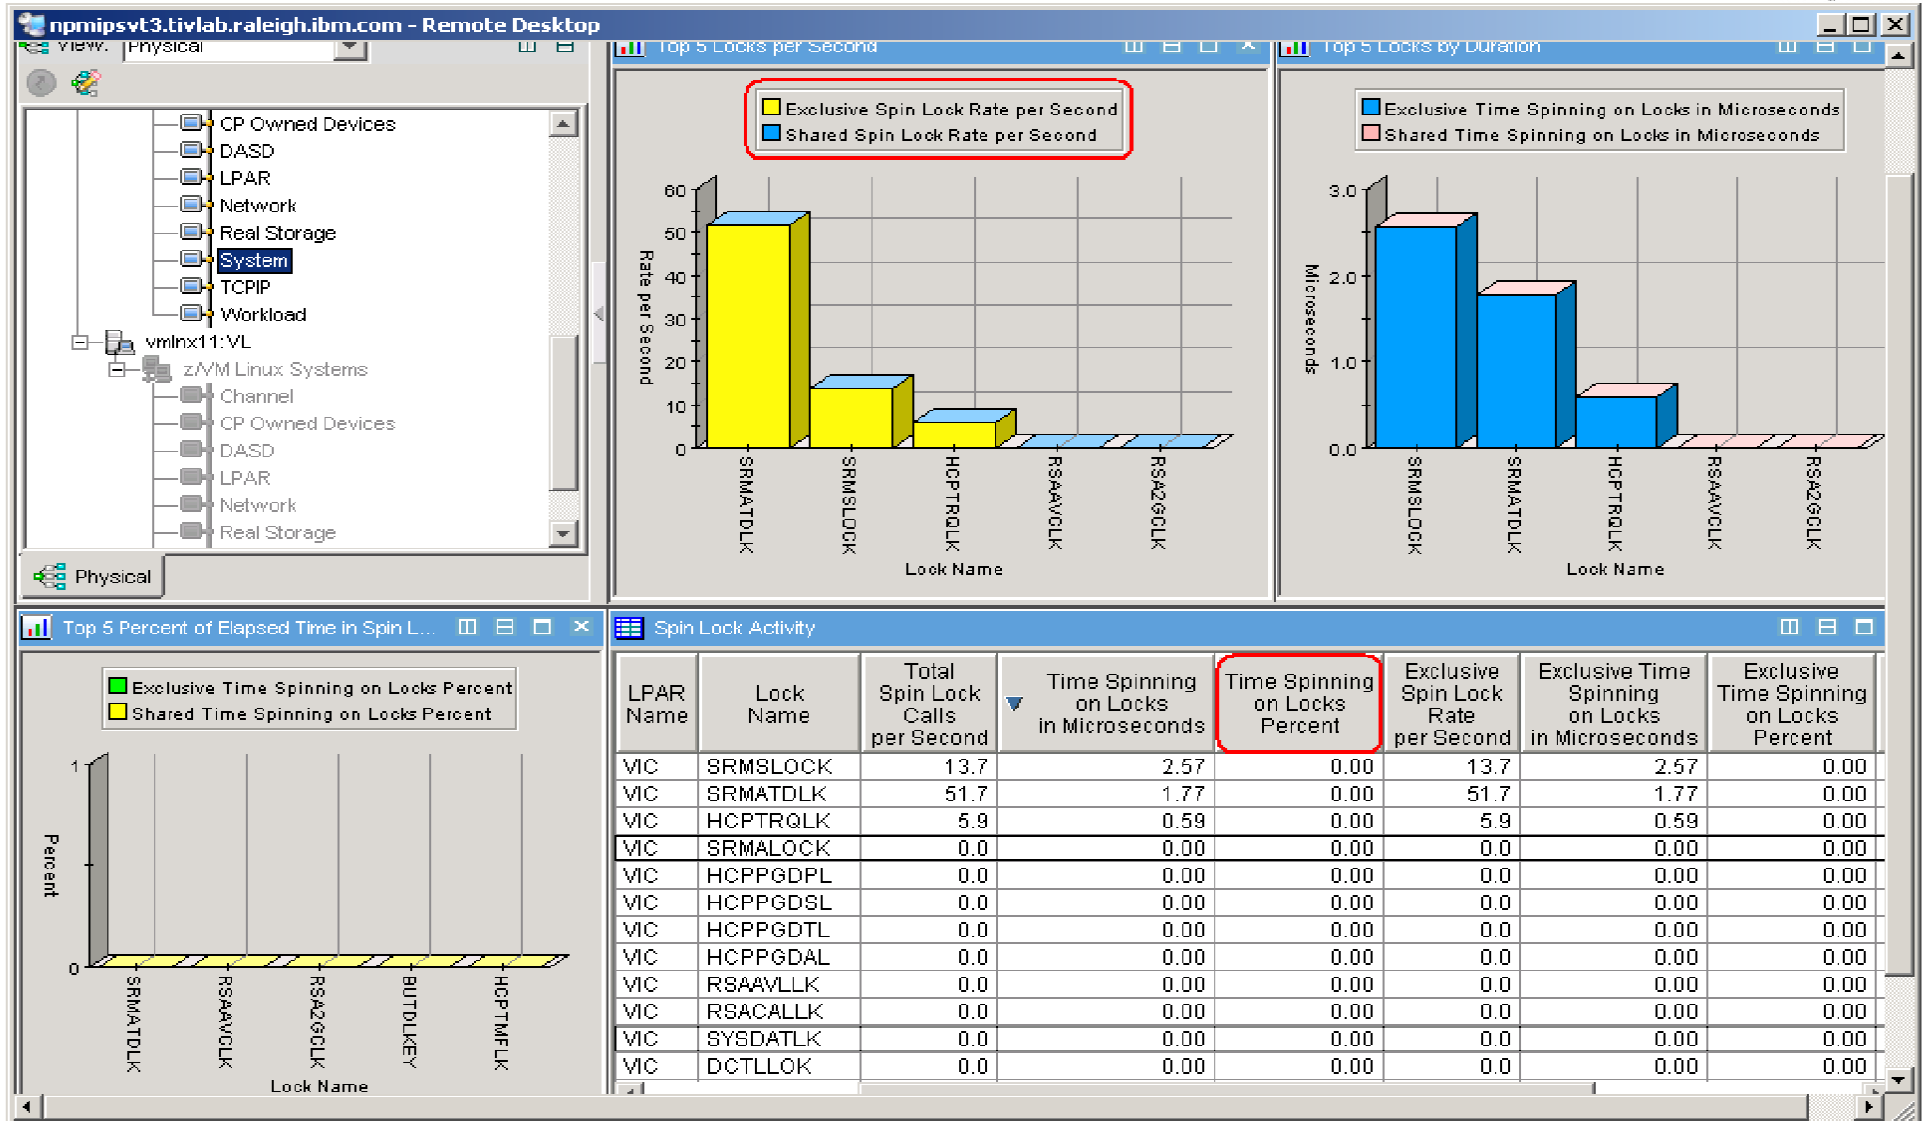 npmipsvt3.tivlab.raleigh.ibm.com - Remote Desktop
View: Physical
CP Owned Devices
DASD
LPAR
Network
Real Storage
System
TCPIP
Workload
vmlnx11:VL
z/VM Linux Systems
Channel
CP Owned Devices
DASD
LPAR
Network
Real Storage
Physical
Top 5 Locks per Second
Exclusive Spin Lock Rate per Second
Shared Spin Lock Rate per Second
Rate per Second
60
50
40
30
20
10
0
SRMATDLK
SRMSLOCK
HCPTRQLK
RSAAVCLK
RSA2GCLK
Lock Name
Top 5 Locks by Duration
Exclusive Time Spinning on Locks in Microseconds
Shared Time Spinning on Locks in Microseconds
Microseconds
3.0
2.0
1.0
0.0
SRMSLOCK
SRMATDLK
HCPTRQLK
RSAAVCLK
RSA2GCLK
Lock Name
Top 5 Percent of Elapsed Time in Spin L...
Exclusive Time Spinning on Locks Percent
Shared Time Spinning on Locks Percent
Percent
1
0
SRMATDLK
RSAAVCLK
RSA2GCLK
BUTDLKEY
HCPTMFLK
Lock Name
Spin Lock Activity
LPAR Name | Lock Name | Total Spin Lock Calls per Second | Time Spinning on Locks in Microseconds | Time Spinning on Locks Percent | Exclusive Spin Lock Rate per Second | Exclusive Time Spinning on Locks in Microseconds | Exclusive Time Spinning on Locks Percent
VIC SRMSLOCK 13.7 2.57 0.00 13.7 2.57 0.00
VIC SRMATDLK 51.7 1.77 0.00 51.7 1.77 0.00
VIC HCPTRQLK 5.9 0.59 0.00 5.9 0.59 0.00
VIC SRMALOCK 0.0 0.00 0.00 0.0 0.00 0.00
VIC HCPPGDPL 0.0 0.00 0.00 0.0 0.00 0.00
VIC HCPPGDSL 0.0 0.00 0.00 0.0 0.00 0.00
VIC HCPPGDTL 0.0 0.00 0.00 0.0 0.00 0.00
VIC HCPPGDAL 0.0 0.00 0.00 0.0 0.00 0.00
VIC RSAAVLLK 0.0 0.00 0.00 0.0 0.00 0.00
VIC RSACALLK 0.0 0.00 0.00 0.0 0.00 0.00
VIC SYSDATLK 0.0 0.00 0.00 0.0 0.00 0.00
VIC DCTLLOK 0.0 0.00 0.00 0.0 0.00 0.00